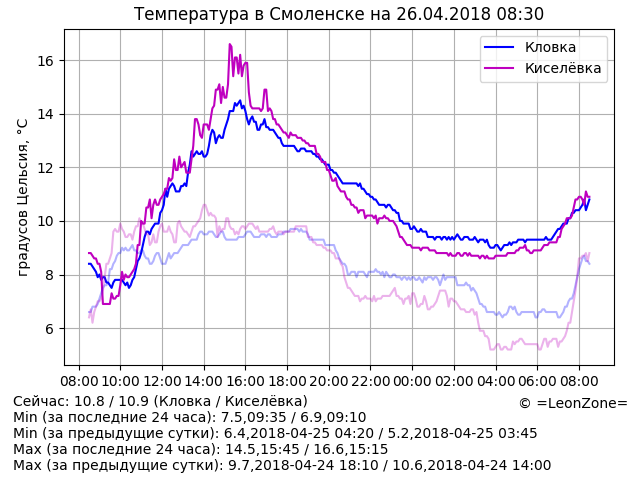 Температура в Смоленске на 26.04.2018 08:30
Кловка
Киселёвка
градусов Цельсия, °C
16
14
12
10
8
6
08:00 10:00 12:00 14:00 16:00 18:00 20:00 22:00 00:00 02:00 04:00 06:00 08:00
Сейчас: 10.8 / 10.9 (Кловка / Киселёвка)
© =LeonZone=
Min (за последние 24 часа): 7.5,09:35 / 6.9,09:10
Min (за предыдущие сутки): 6.4,2018-04-25 04:20 / 5.2,2018-04-25 03:45
Max (за последние 24 часа): 14.5,15:45 / 16.6,15:15
Max (за предыдущие сутки): 9.7,2018-04-24 18:10 / 10.6,2018-04-24 14:00